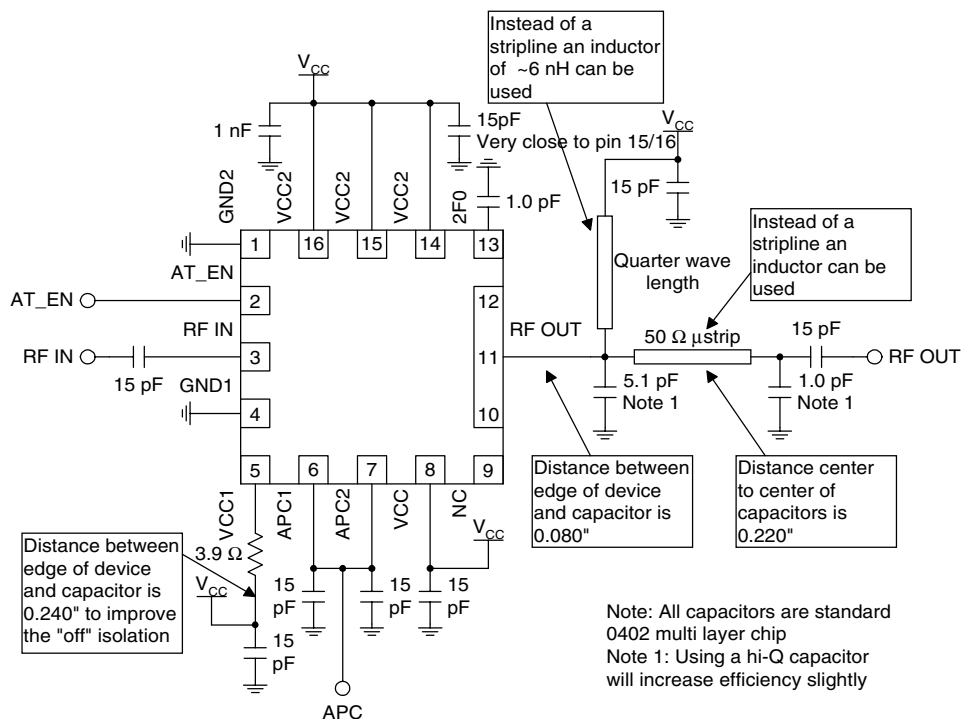 Instead of a
stripline an inductor
of ~6 nH can be
used
VCC
1 nF
15pF
Very close to pin 15/16
VCC
15 pF
GND2
VCC2
VCC2
VCC2
2F0
1.0 pF
Instead of a
stripline an
inductor can be
used
1
16
15
14
13
Quarter wave
length
AT_EN
AT_EN
2
12
RF IN
RF OUT
50 Ω µstrip
15 pF
RF IN
3
11
RF OUT
15 pF
5.1 pF
Note 1
1.0 pF
Note 1
GND1
4
10
5
6
7
8
9
VCC1
APC1
APC2
VCC
NC
Distance between
edge of device
and capacitor is
0.080"
Distance center
to center of
capacitors is
0.220"
Distance between
edge of device
and capacitor is
0.240" to improve
the "off" isolation
3.9 Ω
VCC
VCC
15
pF
15
pF
15
pF
15
pF
APC
Note: All capacitors are standard
0402 multi layer chip
Note 1: Using a hi-Q capacitor
will increase efficiency slightly